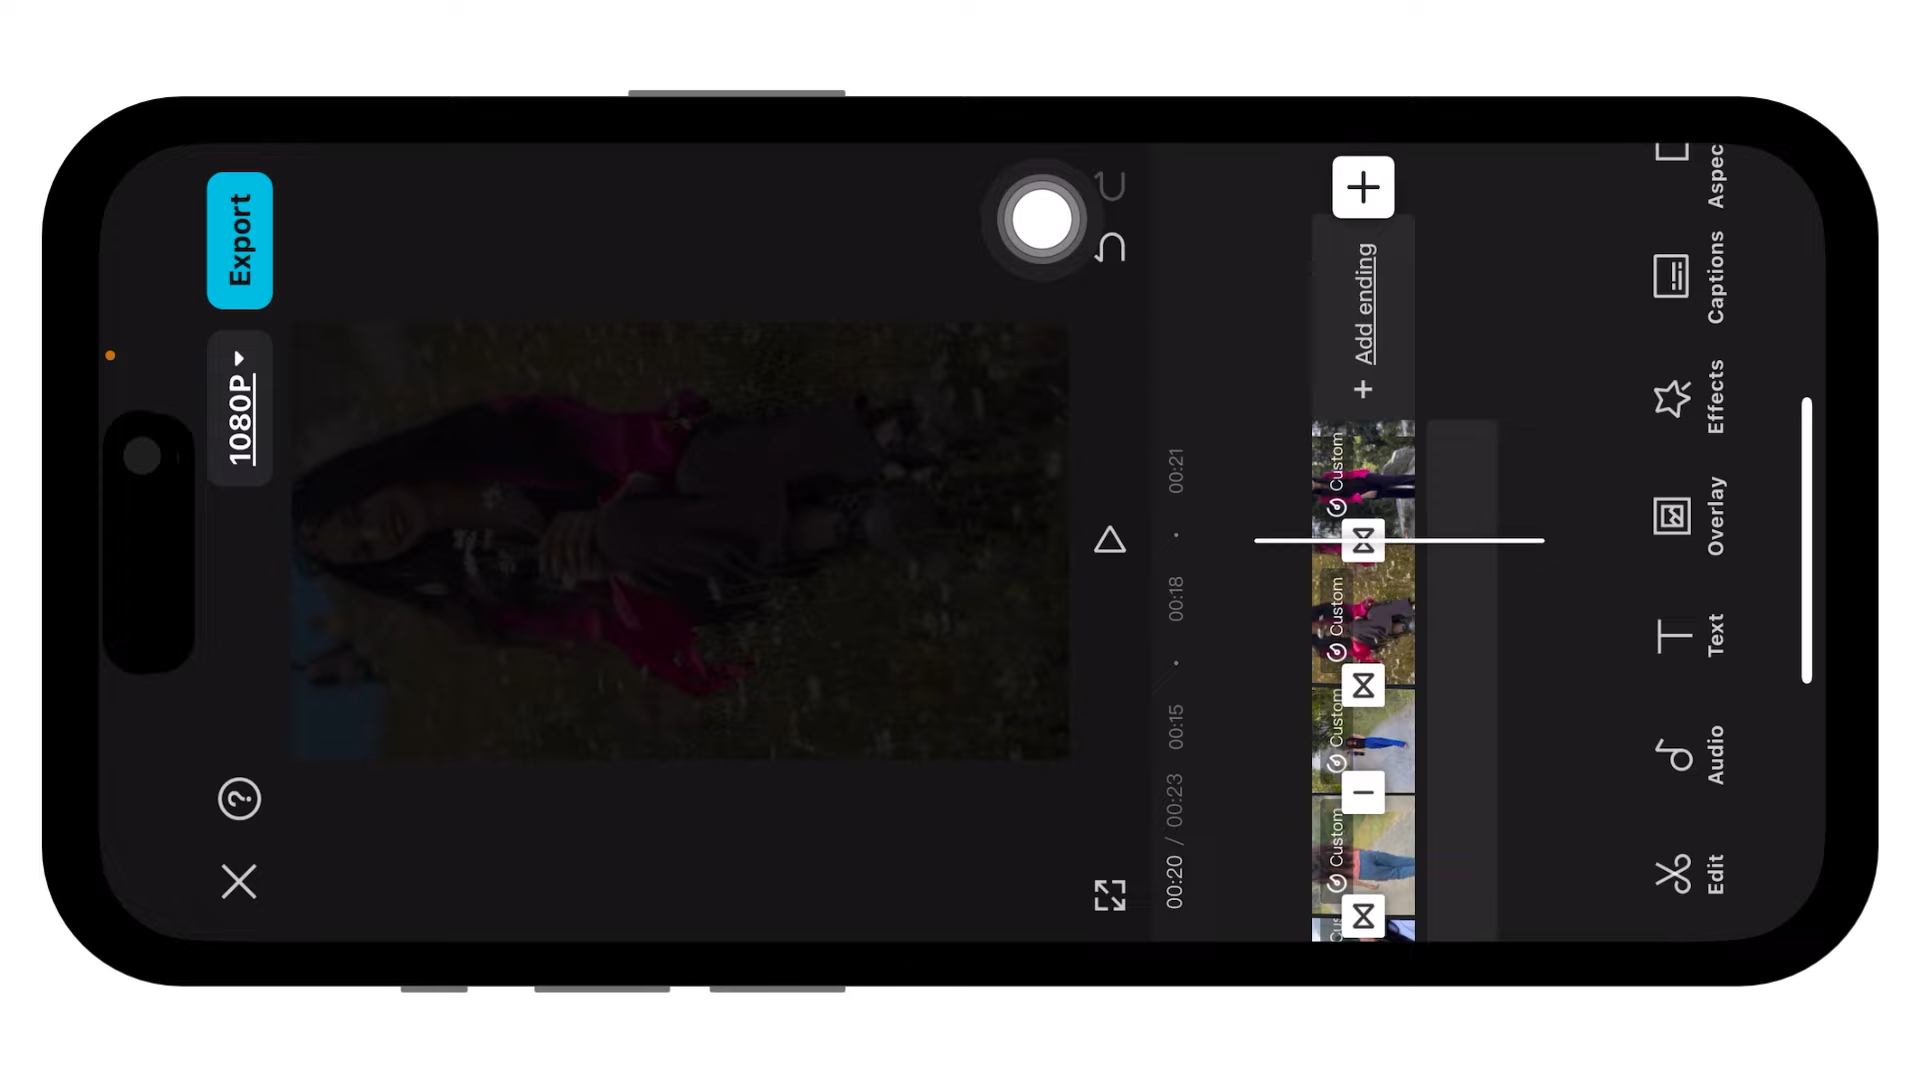 ?
1080P
Export
00:20 / 00:23
00:15
00:18
00:21
Custom
Custom
Custom
Custom
+ Add ending
Edit
Audio
Text
Overlay
Effects
Captions
Aspec